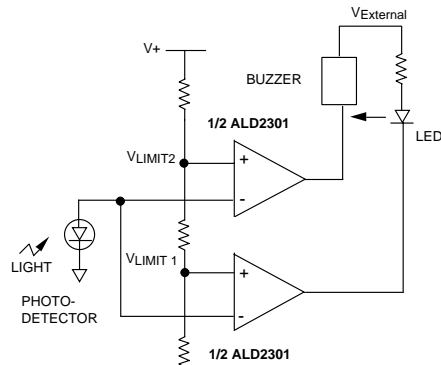 VExternal
V+
BUZZER
1/2 ALD2301
LED
VLIMIT2
+
-
LIGHT
VLIMIT 1
+
-
PHOTO-
DETECTOR
1/2 ALD2301